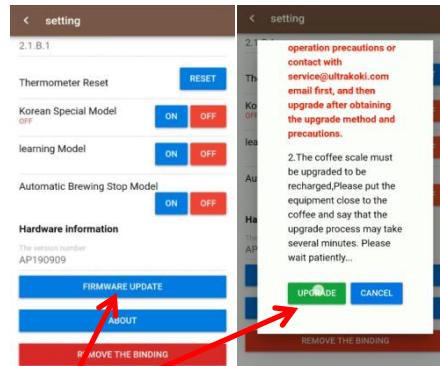 < setting
2.1.B.1
Thermometer Reset
RESET
Korean Special Model
OFF
ON OFF
learning Model
ON OFF
Automatic Brewing Stop Model
ON OFF
Hardware information
The version number
AP190909
FIRMWARE UPDATE
ABOUT
REMOVE THE BINDING
< setting
operation precautions or
contact with
service@ultrakoki.com
email first, and then
upgrade after obtaining
the upgrade method and
precautions.
2.The coffee scale must
be upgraded to be
recharged,Please put the
equipment close to the
coffee and say that the
upgrade process may take
several minutes. Please
wait patiently...
UPGRADE CANCEL
REMOVE THE BINDING